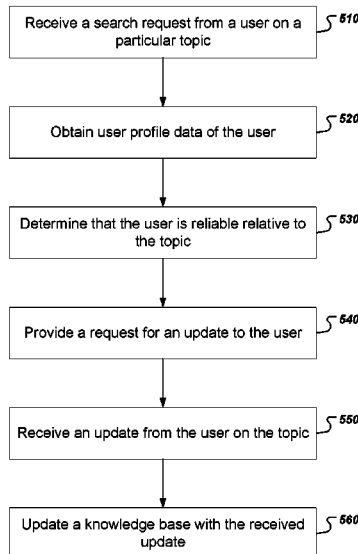 Receive a search request from a user on a
particular topic
510
Obtain user profile data of the user
520
Determine that the user is reliable relative to
the topic
530
Provide a request for an update to the user
540
Receive an update from the user on the topic
550
Update a knowledge base with the received
update
560